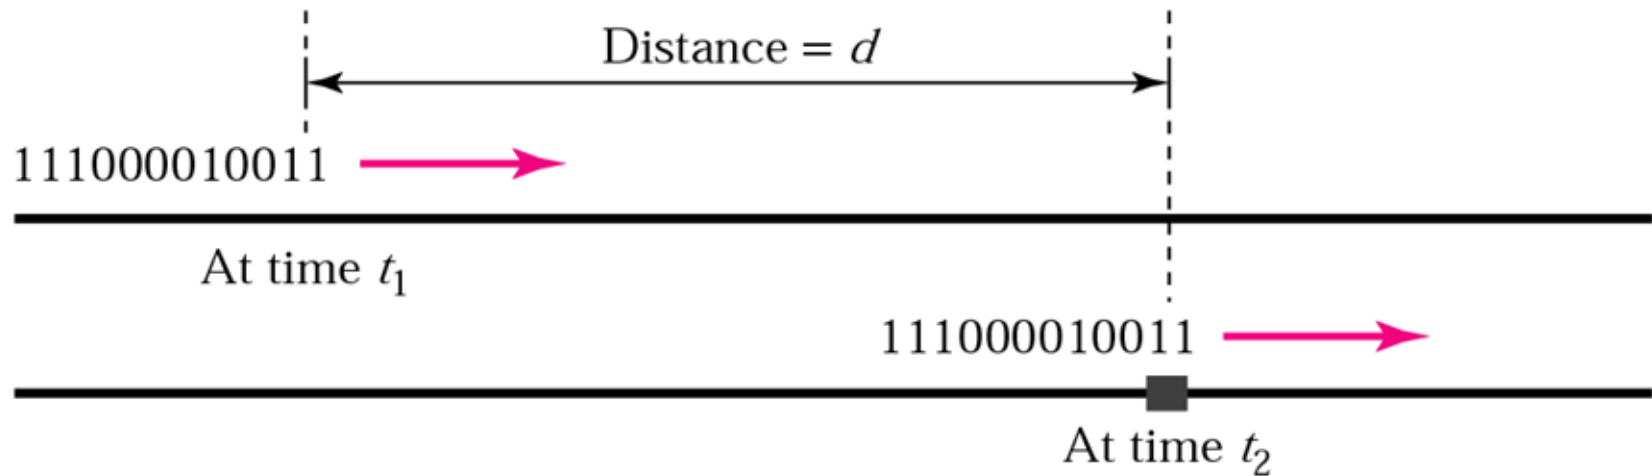 Distance = d
111000010011
At time t₁
111000010011
At time t₂